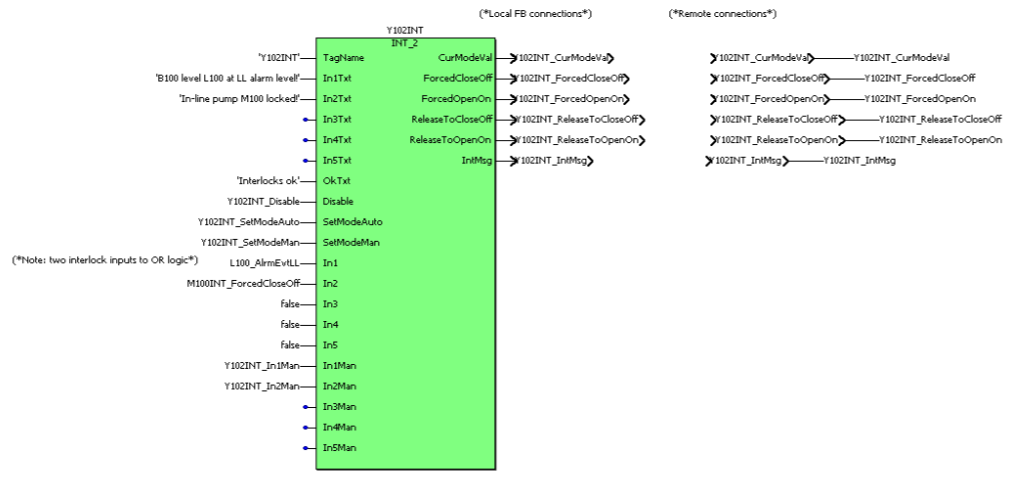 (*Local FB connections*) (*Remote connections*)
Y102INT
INT_2
'Y102INT' TagName CurModeVal Y102INT_CurModeVal Y102INT_CurModeVal Y102INT_CurModeVal
'B100 level L100 at LL alarm level!' In1Txt ForcedCloseOff Y102INT_ForcedCloseOff Y102INT_ForcedCloseOff Y102INT_ForcedCloseOff
'In-line pump M100 locked!' In2Txt ForcedOpenOn Y102INT_ForcedOpenOn Y102INT_ForcedOpenOn Y102INT_ForcedOpenOn
In3Txt ReleaseToCloseOff Y102INT_ReleaseToCloseOff Y102INT_ReleaseToCloseOff Y102INT_ReleaseToCloseOff
In4Txt ReleaseToOpenOn Y102INT_ReleaseToOpenOn Y102INT_ReleaseToOpenOn Y102INT_ReleaseToOpenOn
In5Txt IntMsg Y102INT_IntMsg Y102INT_IntMsg Y102INT_IntMsg
'Interlocks ok' OkTxt
Y102INT_Disable Disable
Y102INT_SetModeAuto SetModeAuto
Y102INT_SetModeMan SetModeMan
(*Note: two interlock inputs to OR logic*) L100_AlrmEvtLL In1
M100INT_ForcedCloseOff In2
false In3
false In4
false In5
Y102INT_In1Man In1Man
Y102INT_In2Man In2Man
In3Man
In4Man
In5Man